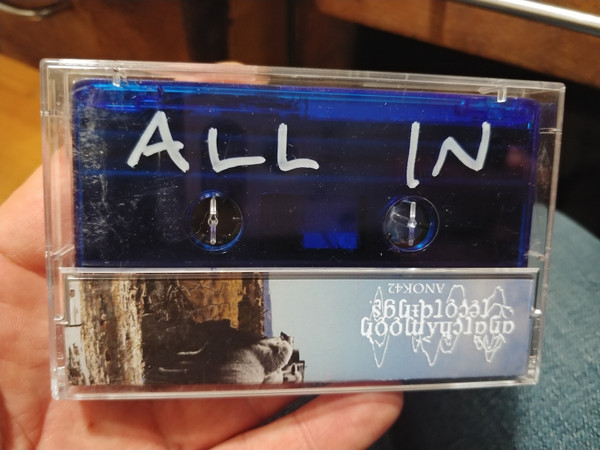 ALL IN
anarchymoon
recordings
ANOK42